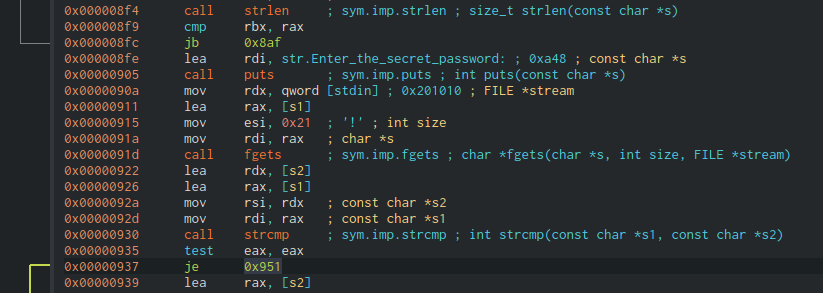 0x000008f4 call strlen ; sym.imp.strlen ; size_t strlen(const char *s)
0x000008f9 cmp rbx, rax
0x000008fc jb 0x8af
0x000008fe lea rdi, str.Enter_the_secret_password: ; 0xa48 ; const char *s
0x00000905 call puts ; sym.imp.puts ; int puts(const char *s)
0x0000090a mov rdx, qword [stdin] ; 0x201010 ; FILE *stream
0x00000911 lea rax, [s1]
0x00000915 mov esi, 0x21 ; '!' ; int size
0x0000091a mov rdi, rax ; char *s
0x0000091d call fgets ; sym.imp.fgets ; char *fgets(char *s, int size, FILE *stream)
0x00000922 lea rdx, [s2]
0x00000926 lea rax, [s1]
0x0000092a mov rsi, rdx ; const char *s2
0x0000092d mov rdi, rax ; const char *s1
0x00000930 call strcmp ; sym.imp.strcmp ; int strcmp(const char *s1, const char *s2)
0x00000935 test eax, eax
0x00000937 je 0x951
0x00000939 lea rax, [s2]